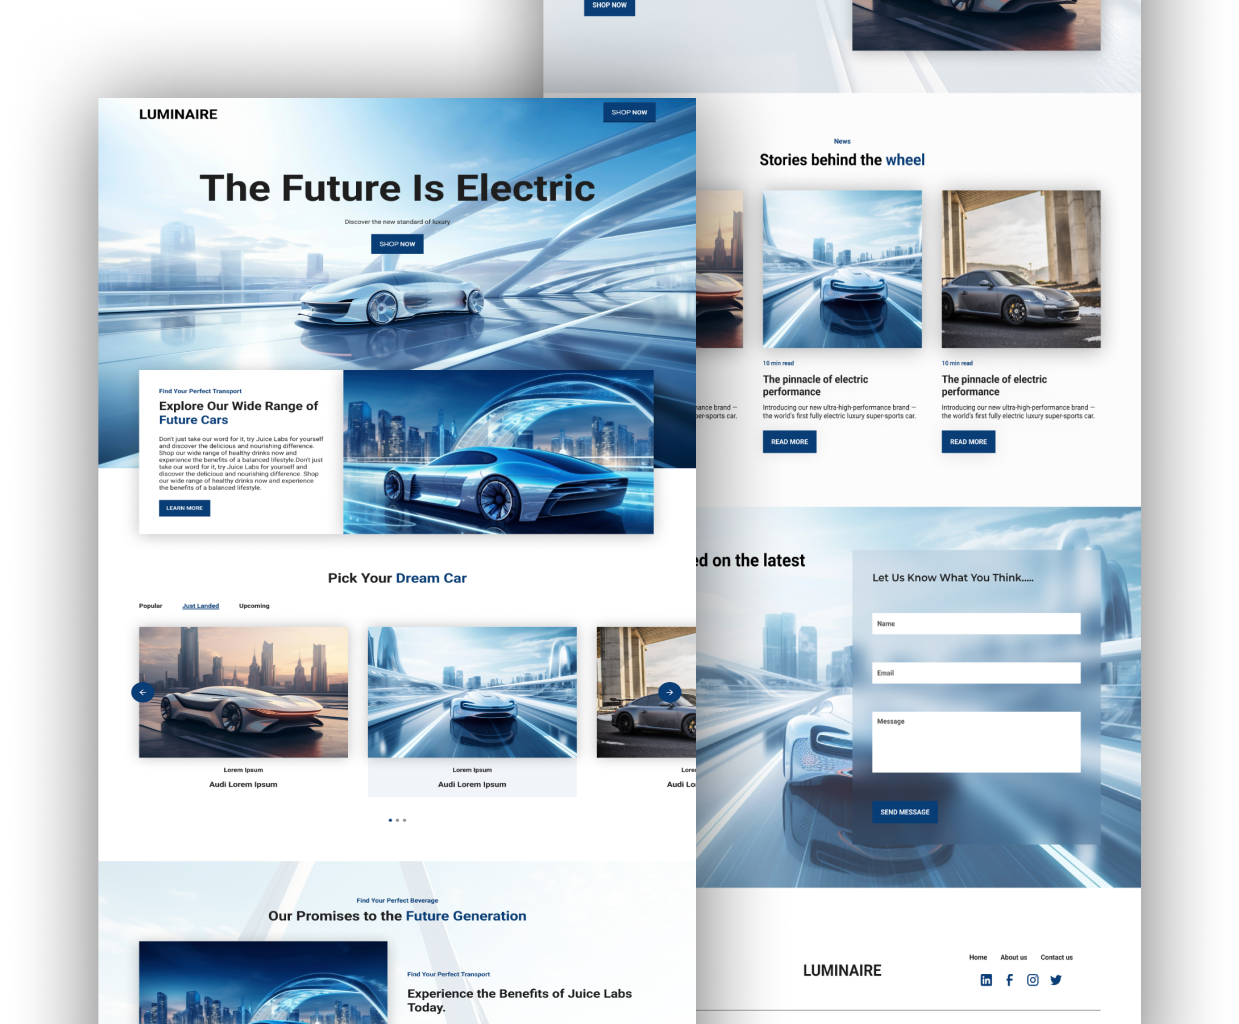 SHOP NOW
LUMINAIRE
SHOP NOW
The Future Is Electric
Discover the new standard of luxury
SHOP NOW
Find Your Perfect Transport
Explore Our Wide Range of
Future Cars
Don't just take our word for it, try Juice Labs for yourself
and discover the delicious and nourishing difference.
Shop our wide range of healthy drinks now and
experience the benefits of a balanced lifestyle.Don't just
take our word for it, try Juice Labs for yourself and
discover the delicious and nourishing difference. Shop
our wide range of healthy drinks now and experience
the benefits of a balanced lifestyle.
LEARN MORE
Pick Your Dream Car
Popular
Just Landed
Upcoming
Lorem Ipsum
Audi Lorem Ipsum
Lorem Ipsum
Audi Lorem Ipsum
Lore
Audi Lo
Find Your Perfect Beverage
Our Promises to the Future Generation
Find Your Perfect Transport
Experience the Benefits of Juice Labs
Today.
News
Stories behind the wheel
nance brand —
per-sports car.
10 min read
The pinnacle of electric
performance
Introducing our new ultra-high-performance brand —
the world's first fully electric luxury super-sports car.
READ MORE
10 min read
The pinnacle of electric
performance
Introducing our new ultra-high-performance brand —
the world's first fully electric luxury super-sports car.
READ MORE
ed on the latest
Let Us Know What You Think.....
Name
Email
Message
SEND MESSAGE
LUMINAIRE
Home
About us
Contact us